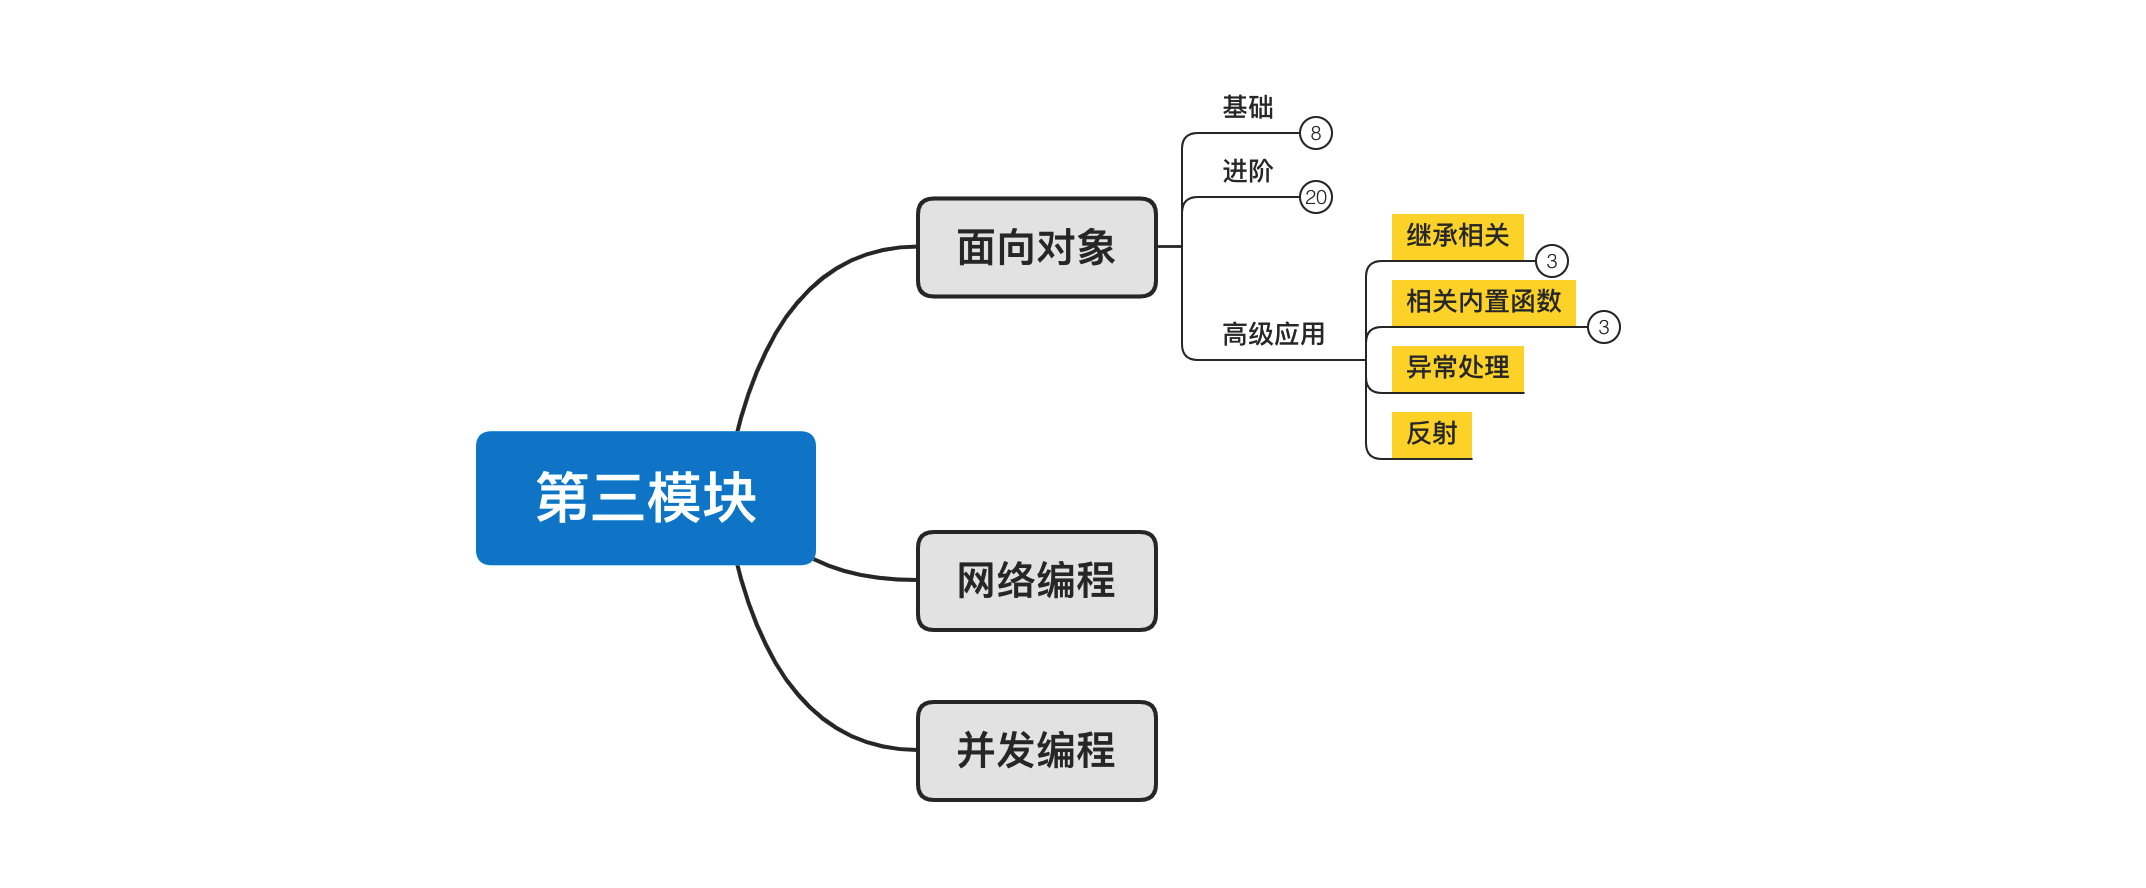 第三模块
面向对象
基础
8
进阶
20
高级应用
继承相关
3
相关内置函数
3
异常处理
反射
网络编程
并发编程